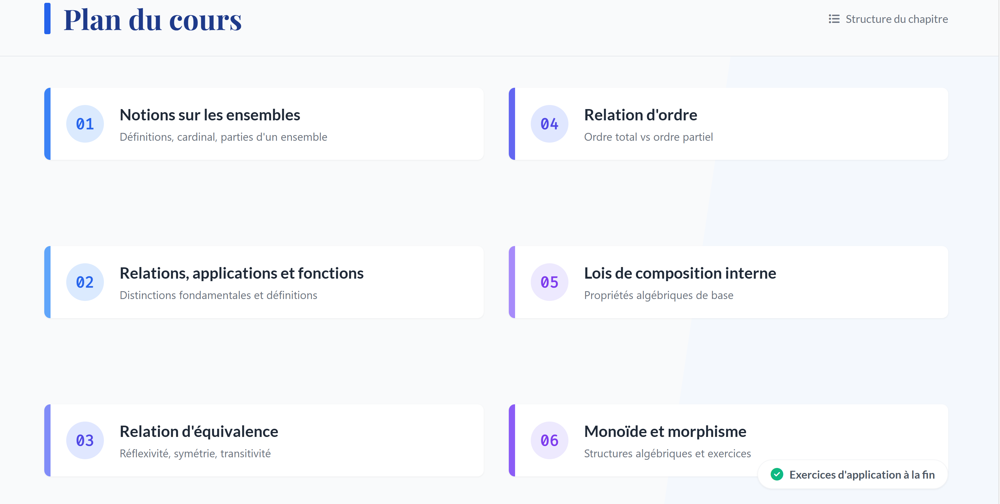 Plan du cours
Structure du chapitre
01
Notions sur les ensembles
Définitions, cardinal, parties d'un ensemble
02
Relations, applications et fonctions
Distinctions fondamentales et définitions
03
Relation d'équivalence
Réflexivité, symétrie, transitivité
04
Relation d'ordre
Ordre total vs ordre partiel
05
Lois de composition interne
Propriétés algébriques de base
06
Monoïde et morphisme
Structures algébriques et exercices
Exercices d'application à la fin